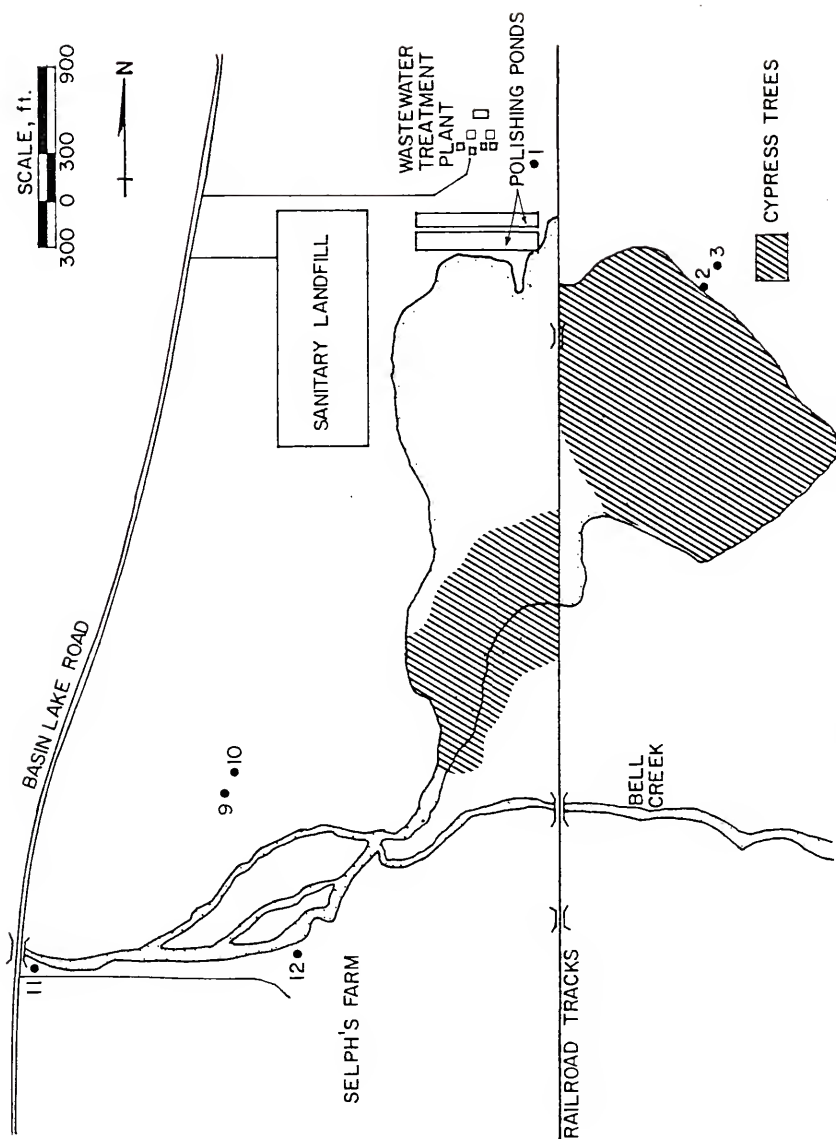 SCALE, ft.
300 0 300 900
N
BASIN LAKE ROAD
SANITARY LANDFILL
WASTEWATER
TREATMENT
PLANT
POLISHING PONDS
1
2
3
CYPRESS TREES
9
10
11
12
SELPH'S FARM
BELL
CREEK
RAILROAD TRACKS